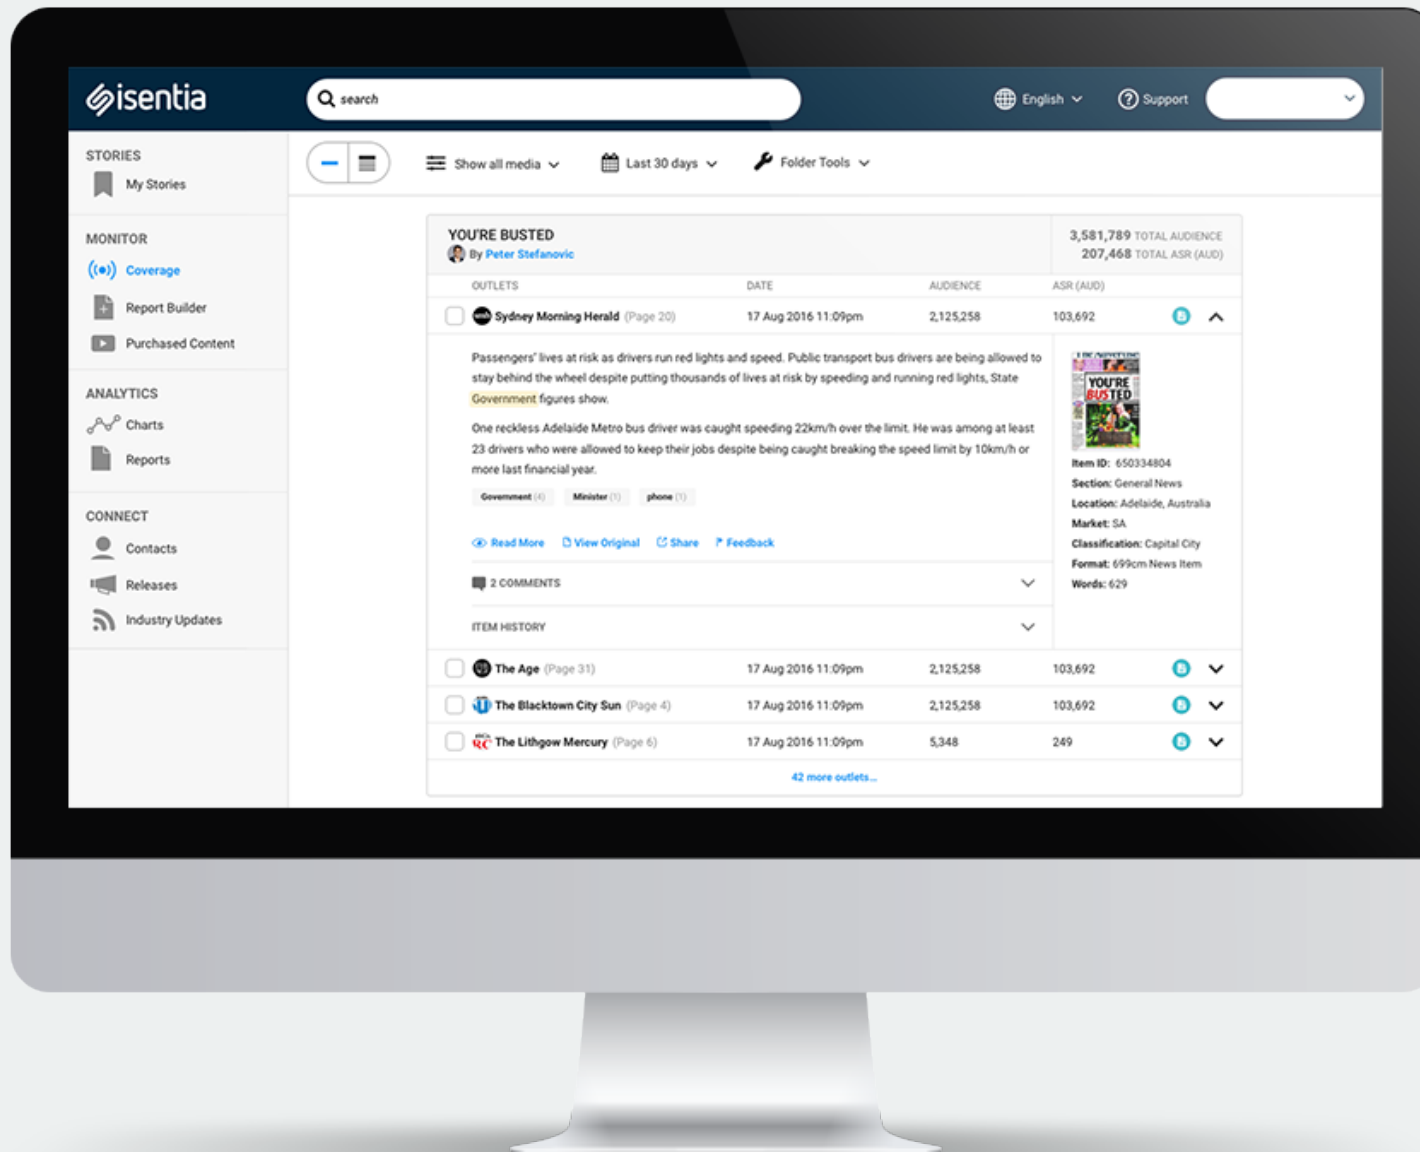 isentia
search
English
Support
STORIES
My Stories
MONITOR
Coverage
Report Builder
Purchased Content
ANALYTICS
Charts
Reports
CONNECT
Contacts
Releases
Industry Updates
Show all media
Last 30 days
Folder Tools
YOU'RE BUSTED
By Peter Stefanovic
3,581,789 TOTAL AUDIENCE
207,468 TOTAL ASR (AUD)
OUTLETS DATE AUDIENCE ASR (AUD)
Sydney Morning Herald (Page 20) 17 Aug 2016 11:09pm 2,125,258 103,692
Passengers' lives at risk as drivers run red lights and speed. Public transport bus drivers are being allowed to
stay behind the wheel despite putting thousands of lives at risk by speeding and running red lights, State
Government figures show.
One reckless Adelaide Metro bus driver was caught speeding 22km/h over the limit. He was among at least
23 drivers who were allowed to keep their jobs despite being caught breaking the speed limit by 10km/h or
more last financial year.
Government (4) Minister (1) phone (1)
Read More View Original Share Feedback
2 COMMENTS
ITEM HISTORY
YOU'RE
BUSTED
Item ID: 650334804
Section: General News
Location: Adelaide, Australia
Market: SA
Classification: Capital City
Format: 699cm News Item
Words: 629
The Age (Page 31) 17 Aug 2016 11:09pm 2,125,258 103,692
The Blacktown City Sun (Page 4) 17 Aug 2016 11:09pm 2,125,258 103,692
The Lithgow Mercury (Page 6) 17 Aug 2016 11:09pm 5,348 249
42 more outlets...